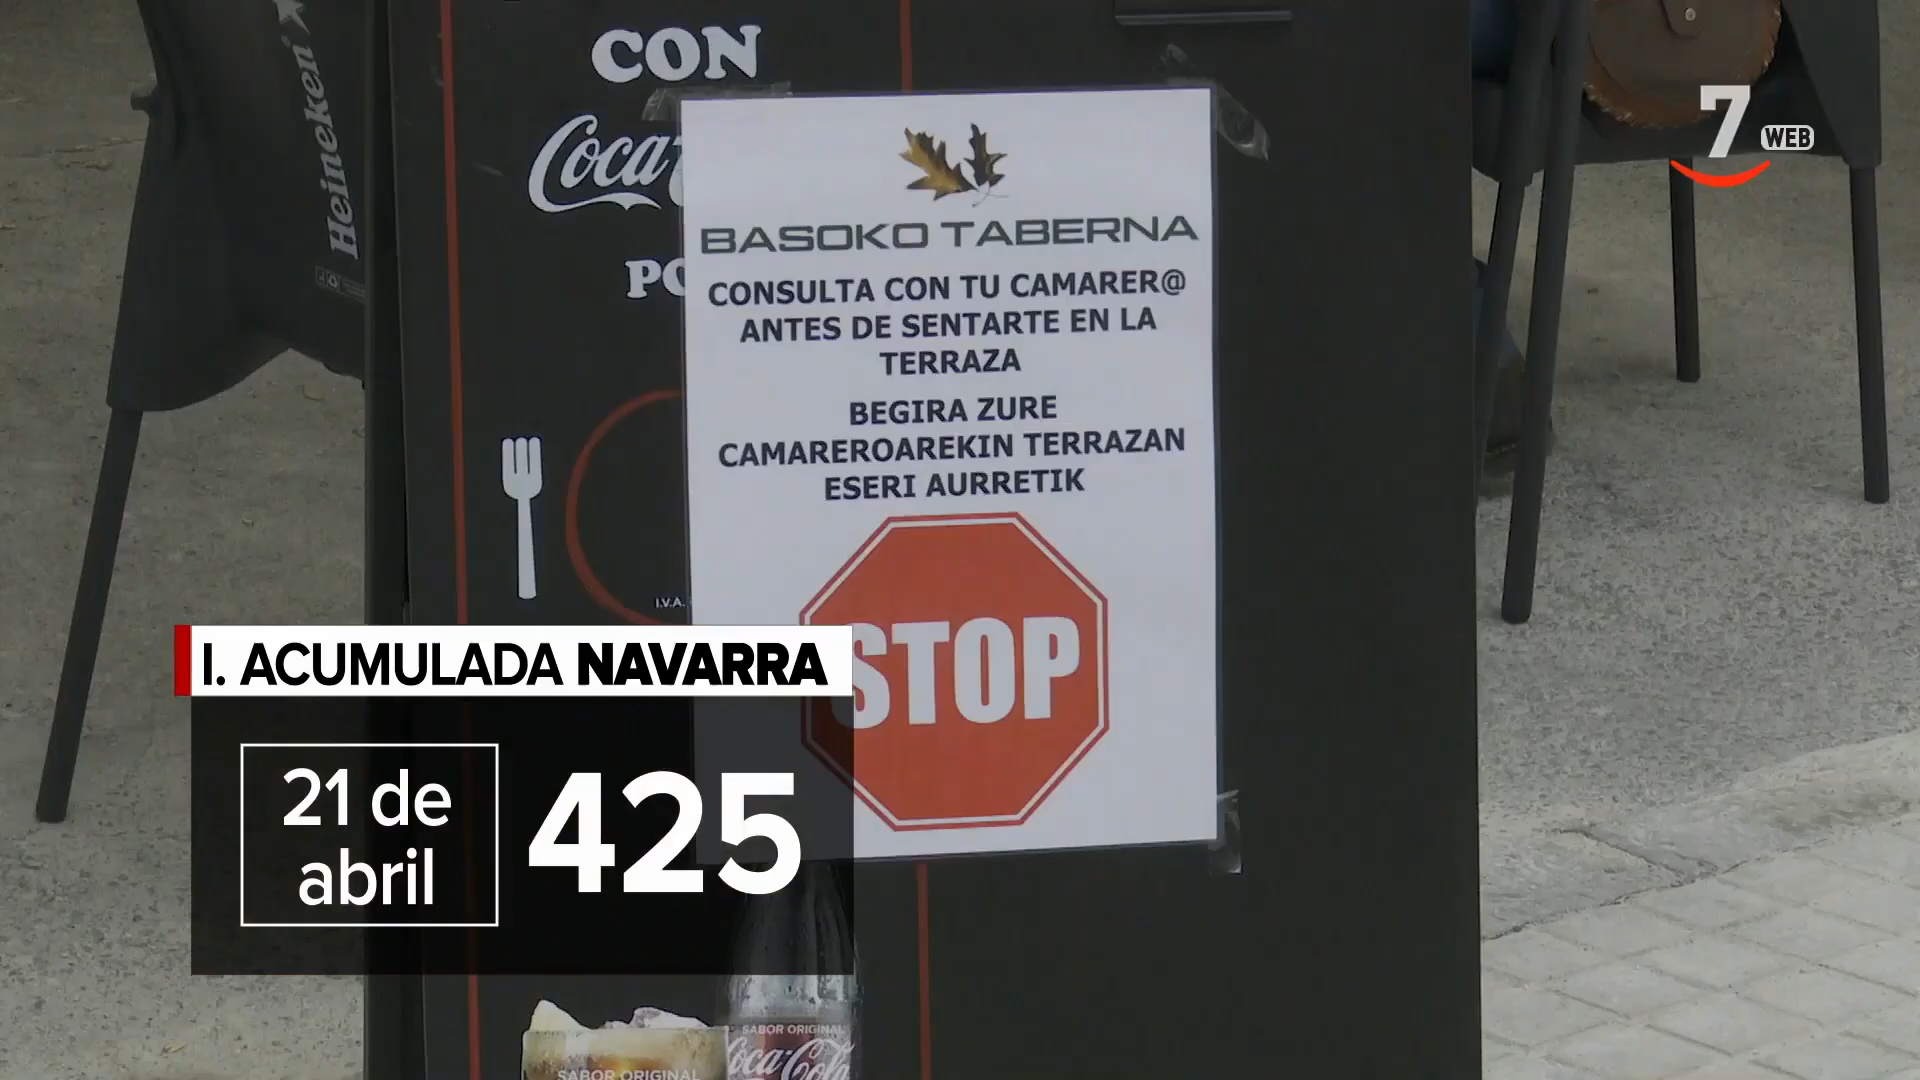 CON
Heineken
7
WEB
Coca
BASOKO TABERNA
PO
CONSULTA CON TU CAMARER@
ANTES DE SENTARTE EN LA
TERRAZA
BEGIRA ZURE
CAMAREROAREKIN TERRAZAN
ESERI AURRETIK
I.V.A.
STOP
I. ACUMULADA NAVARRA
21 de
abril
425
SABOR ORIGINAL
Coca-Cola
SABOR ORIGINAL